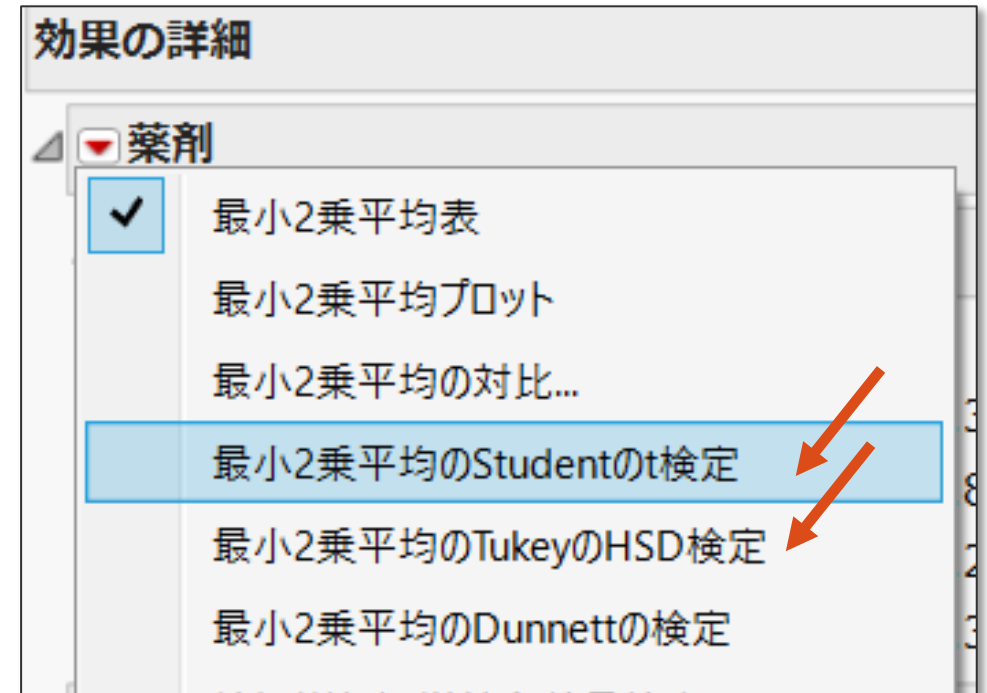 効果の詳細
薬剤
最小2乗平均表
最小2乗平均プロット
最小2乗平均の対比...
最小2乗平均のStudentのt検定
最小2乗平均のTukeyのHSD検定
最小2乗平均のDunnettの検定
3
8
2
3